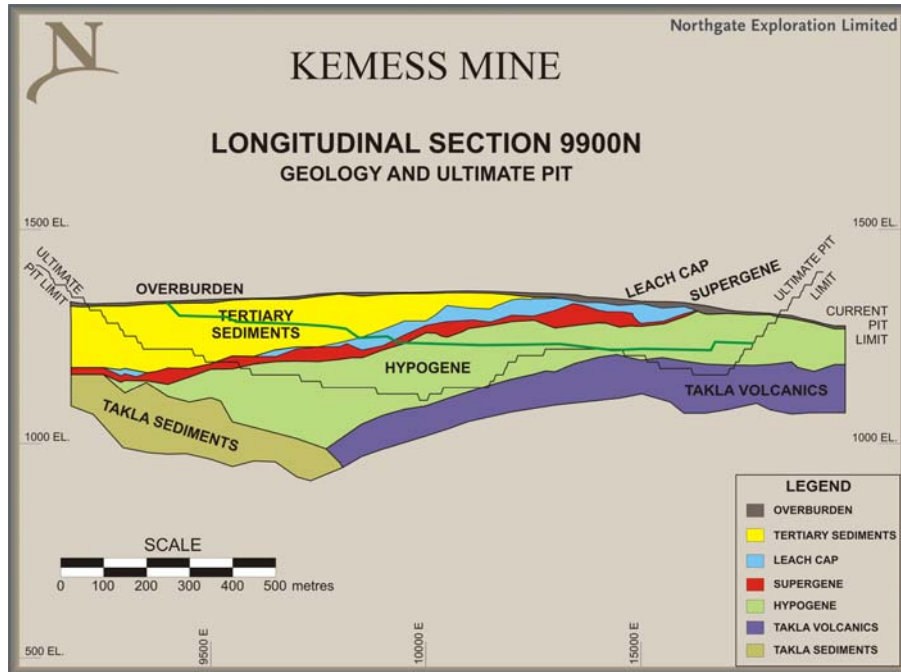 Northgate Exploration Limited
N
KEMESS MINE
LONGITUDINAL SECTION 9900N
GEOLOGY AND ULTIMATE PIT
1500 EL.
1500 EL.
ULTIMATE
PIT LIMIT
OVERBURDEN
LEACH CAP
SUPERGENE
ULTIMATE PIT
LIMIT
TERTIARY
SEDIMENTS
CURRENT
PIT
LIMIT
HYPOGENE
TAKLA VOLCANICS
TAKLA SEDIMENTS
1000 EL.
1000 EL.
SCALE
0 100 200 300 400 500 metres
LEGEND
OVERBURDEN
TERTIARY SEDIMENTS
LEACH CAP
SUPERGENE
HYPOGENE
TAKLA VOLCANICS
TAKLA SEDIMENTS
500 EL.
9500 E
10000 E
15000 E